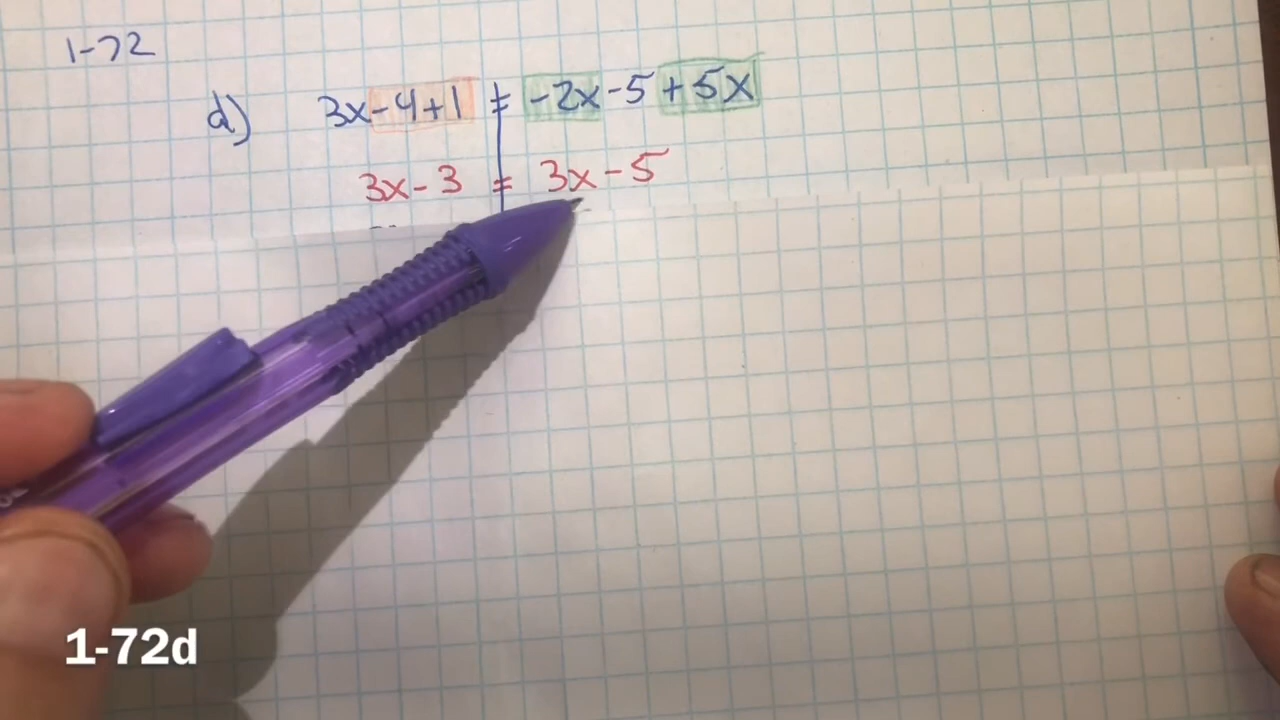 1-72
d) 3x-4+1 = -2x-5+5x
3x-3 = 3x-5
1-72d